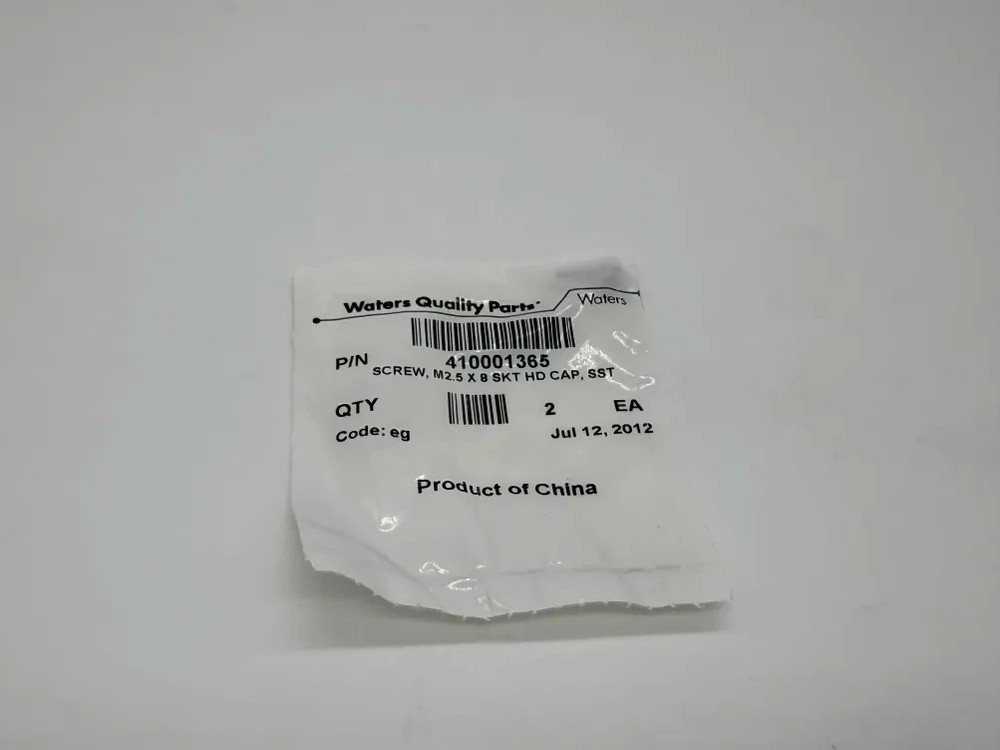 Waters Quality Parts™
Waters
P/N 410001365
SCREW, M2.5 X 8 SKT HD CAP, SST
QTY 2 EA
Code: eg Jul 12, 2012
Product of China